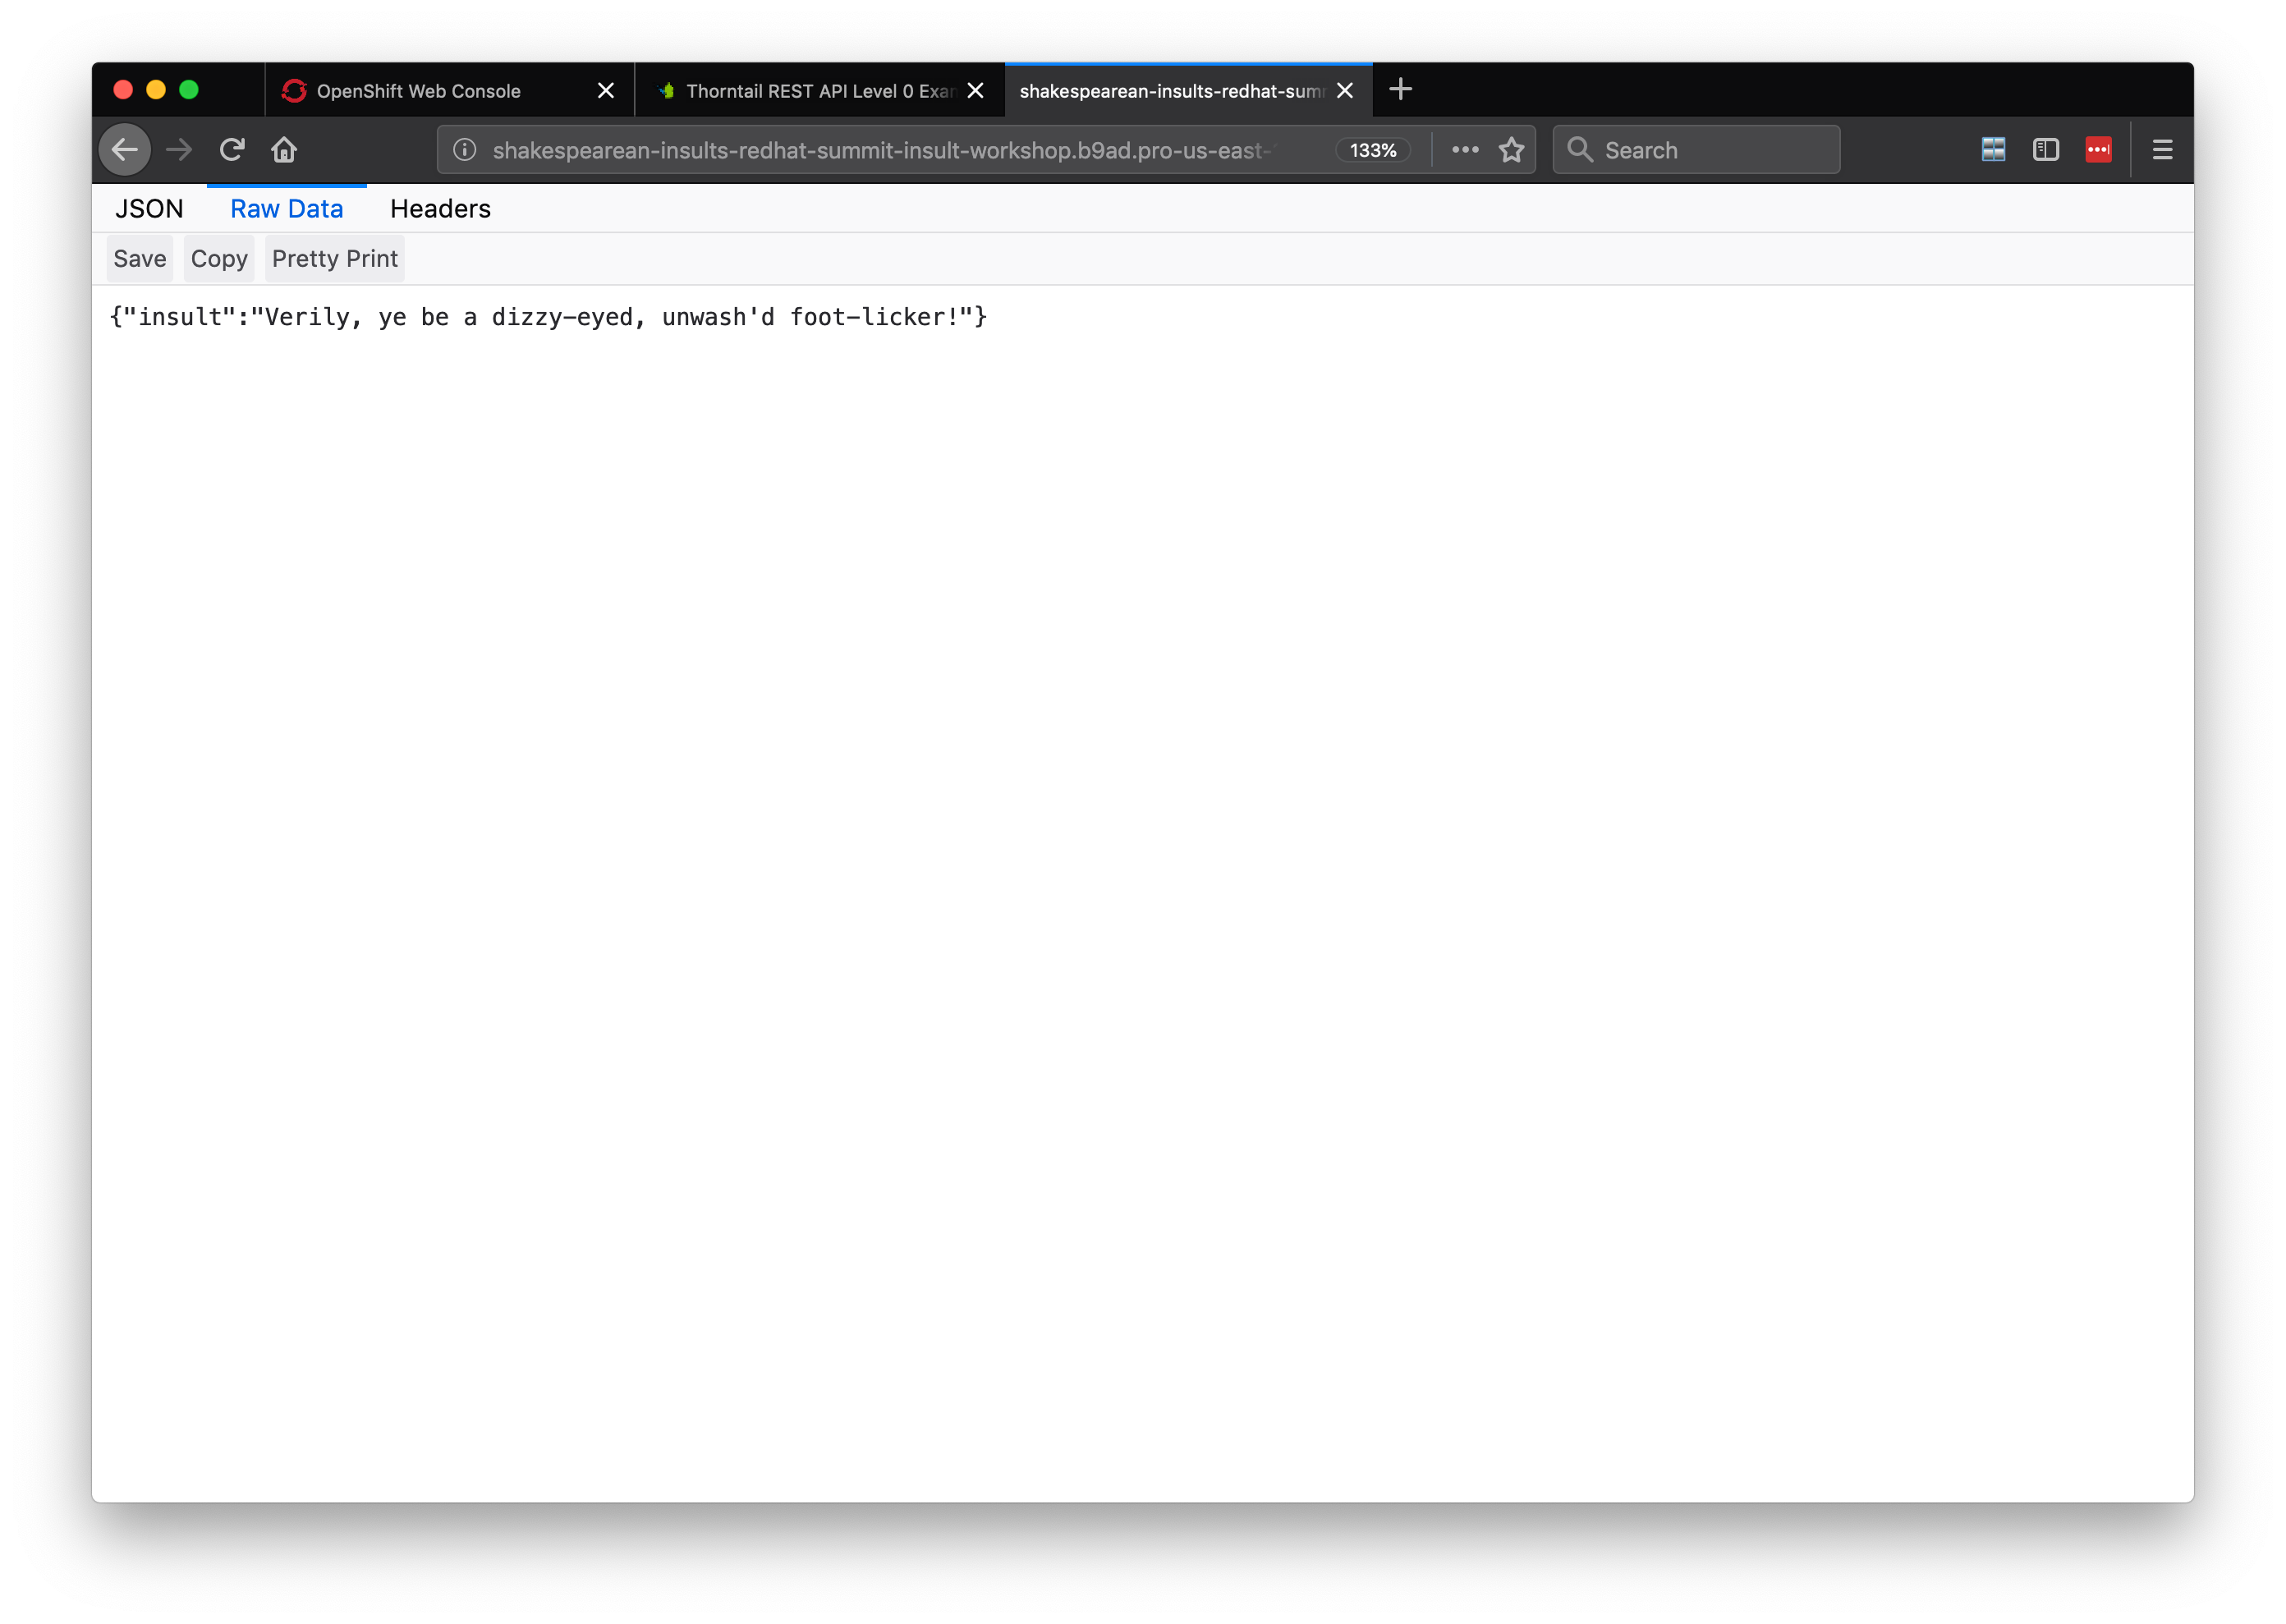 OpenShift Web Console
Thorntail REST API Level 0 Exam
shakespearean-insults-redhat-sum
shakespearean-insults-redhat-summit-insult-workshop.b9ad.pro-us-east-
133%
Search
JSON Raw Data Headers
Save Copy Pretty Print
{"insult":"Verily, ye be a dizzy-eyed, unwash'd foot-licker!"}